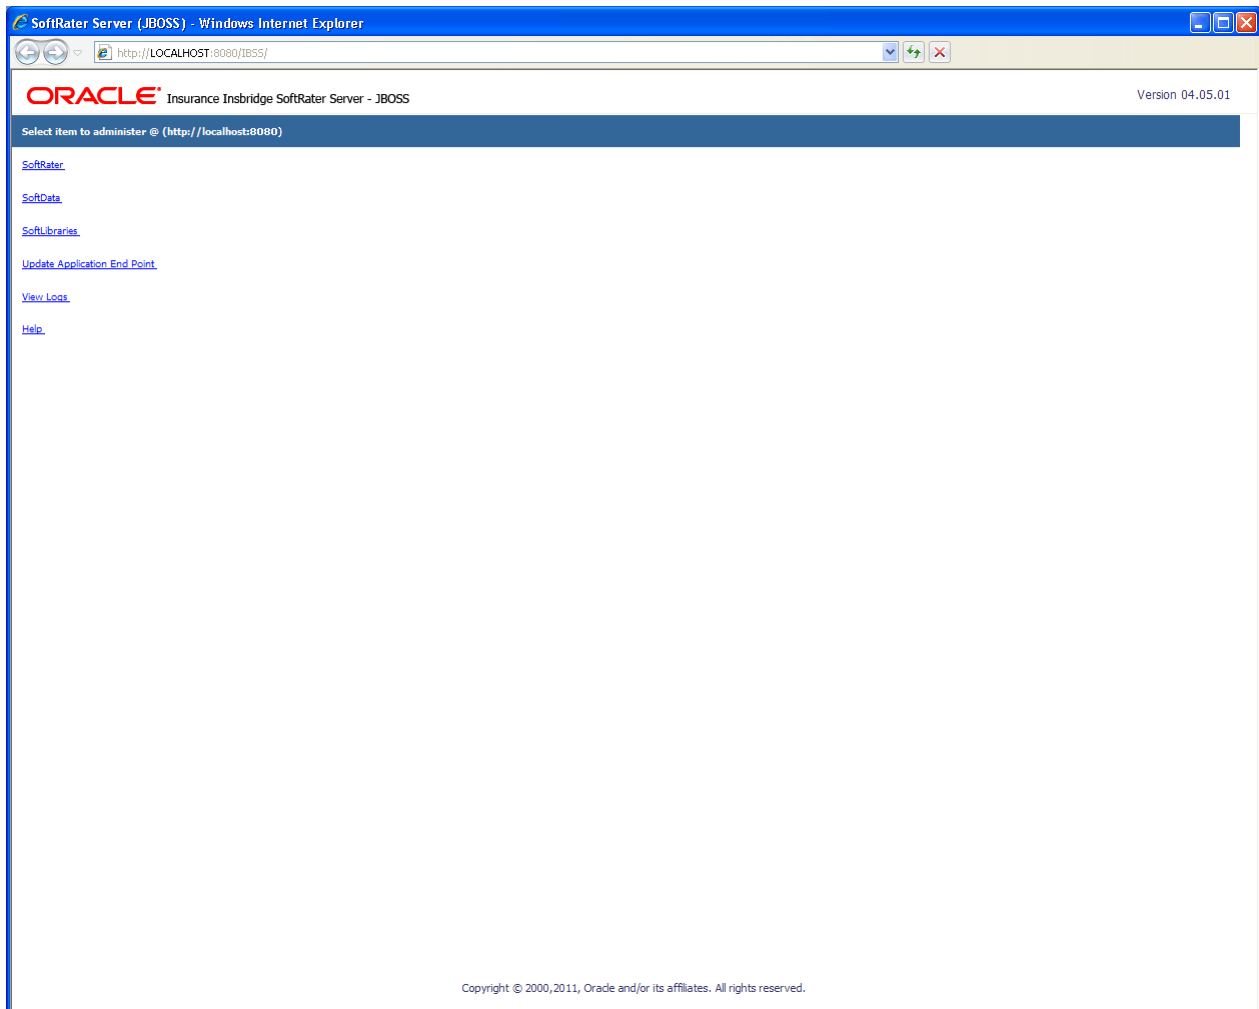 SoftRater Server (JBOSS) - Windows Internet Explorer
http://LOCALHOST:8080/IBSS/
ORACLE® Insurance Insbridge SoftRater Server - JBOSS
Version 04.05.01
Select item to administer @ (http://localhost:8080)
SoftRater
SoftData
SoftLibraries
Update Application End Point
View Logs
Help
Copyright © 2000,2011, Oracle and/or its affiliates. All rights reserved.